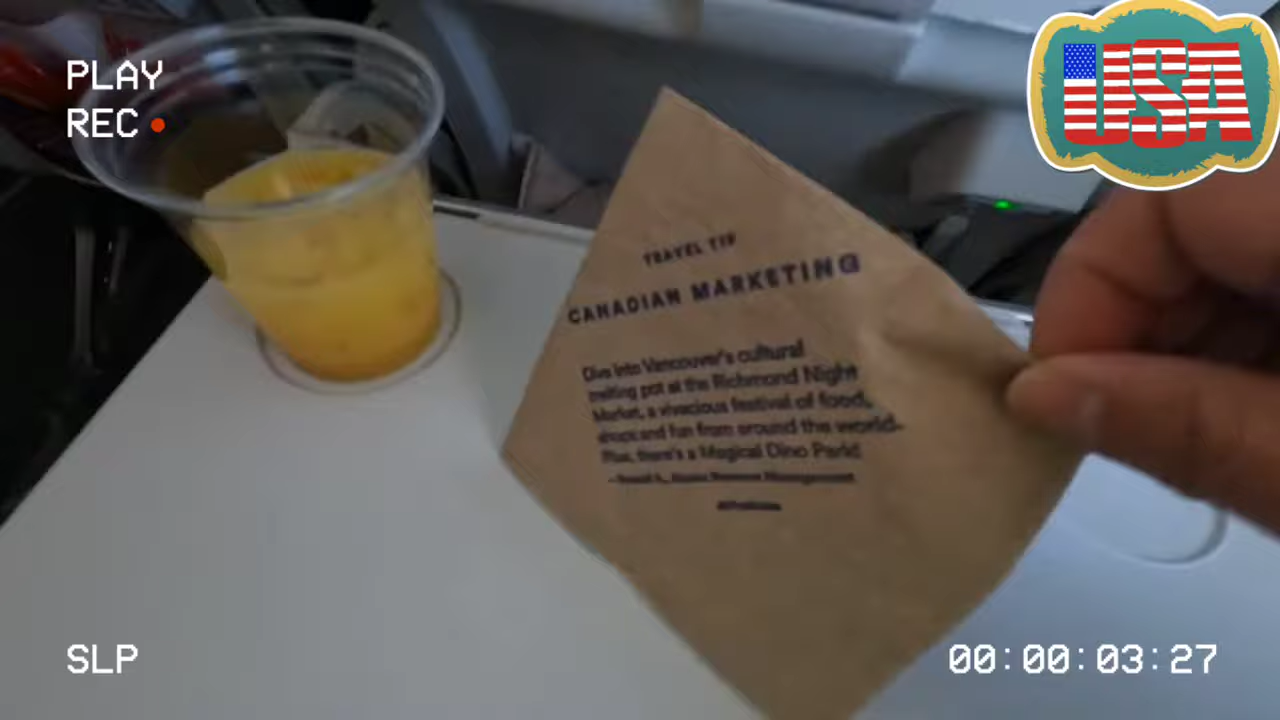 PLAY
REC
USA
TRAVEL TIP
CANADIAN MARKETING
Dive into Vancouver's cultural
melting pot at the Richmond Night
Market, a vivacious festival of food,
shops and fun from around the world.
Plus, there's a Magical Dino Park!
Management
SLP
00:00:03:27